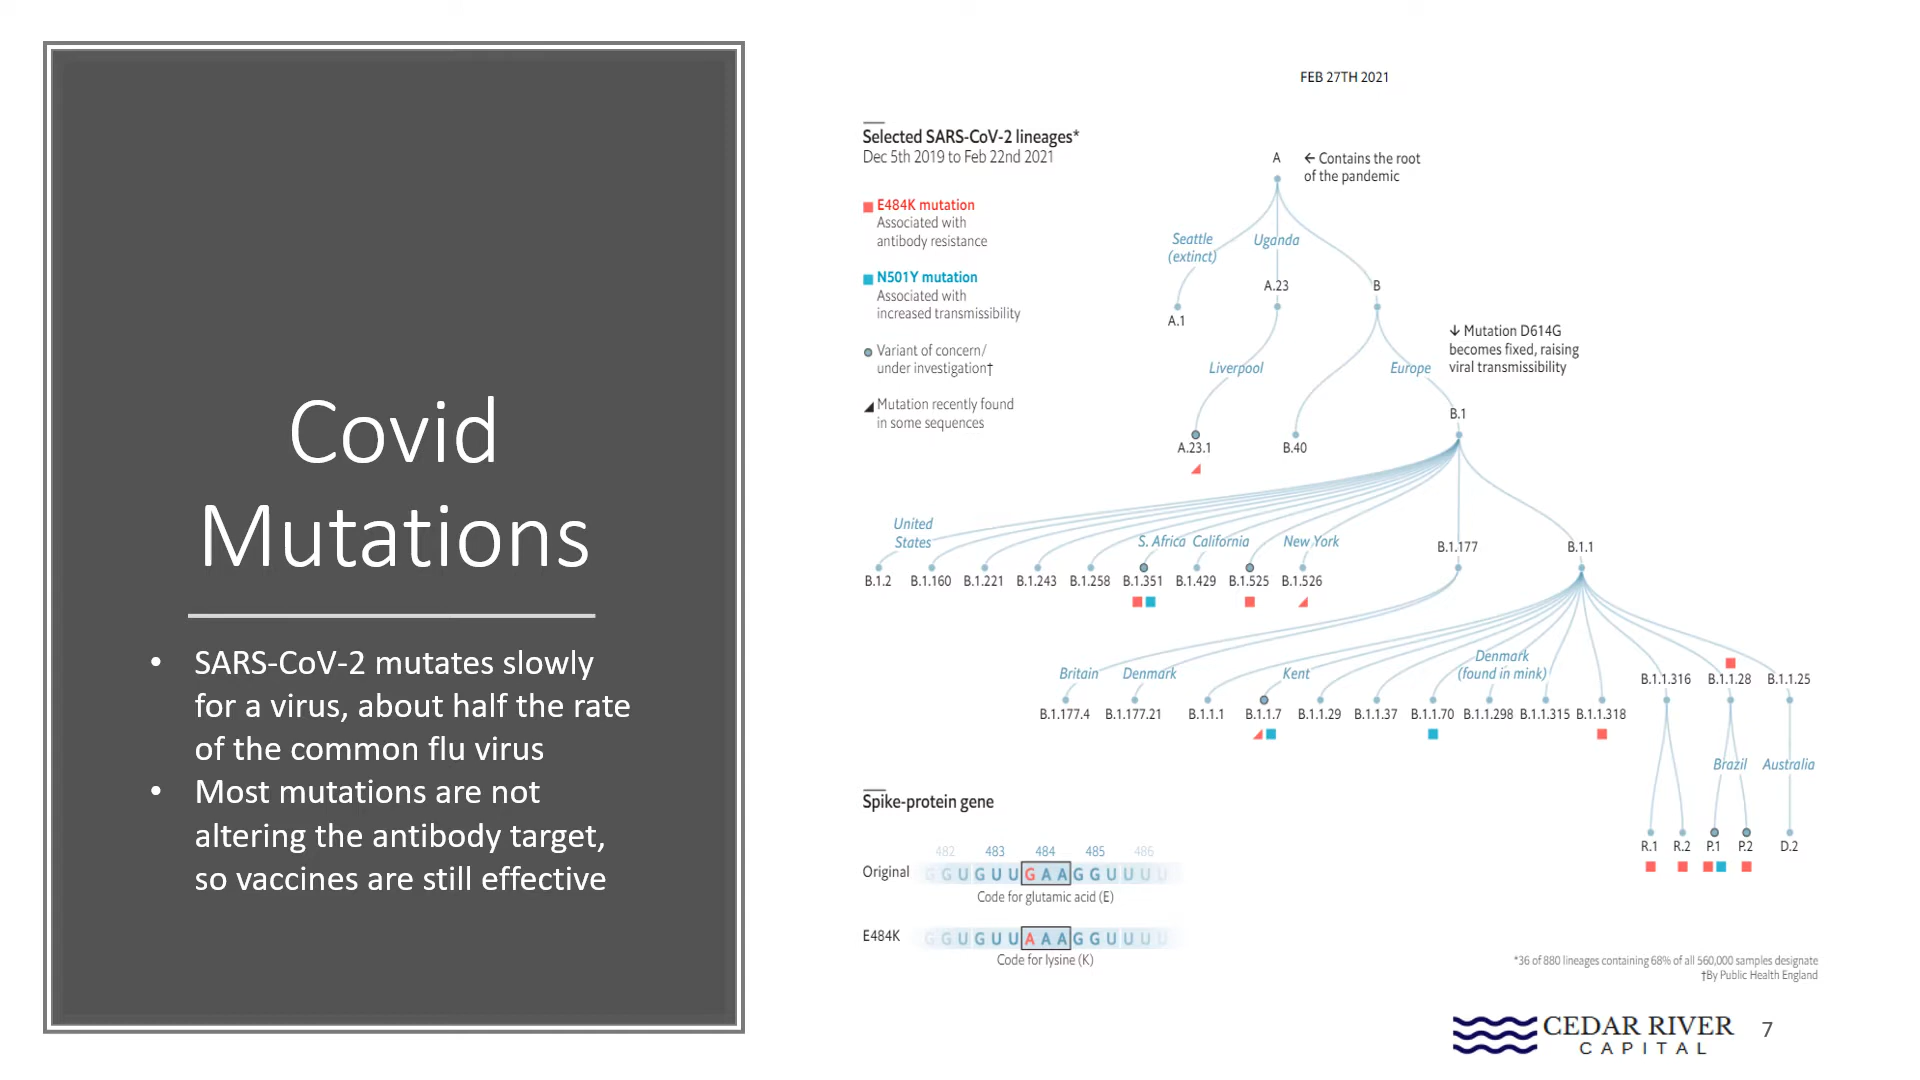 Covid
Mutations
• SARS-CoV-2 mutates slowly
for a virus, about half the rate
of the common flu virus
• Most mutations are not
altering the antibody target,
so vaccines are still effective
FEB 27TH 2021
Selected SARS-CoV-2 lineages*
Dec 5th 2019 to Feb 22nd 2021
E484K mutation
Associated with
antibody resistance
N501Y mutation
Associated with
increased transmissibility
Variant of concern/
under investigation†
Mutation recently found
in some sequences
A ← Contains the root
of the pandemic
Seattle
(extinct)
Uganda
A.23
B
A.1
↓ Mutation D614G
becomes fixed, raising
viral transmissibility
Liverpool
Europe
B.1
A.23.1
B.40
United
States
S. Africa
California
New York
B.1.177
B.1.1
B.1.2 B.1.160 B.1.221 B.1.243 B.1.258 B.1.351 B.1.429 B.1.525 B.1.526
Britain
Denmark
Kent
Denmark
(found in mink)
B.1.1.316 B.1.1.28 B.1.1.25
B.1.177.4 B.1.177.21 B.1.1.1 B.1.1.7 B.1.1.29 B.1.1.37 B.1.1.70 B.1.1.298 B.1.1.315 B.1.1.318
Brazil
Australia
R.1 R.2 P.1 P.2 D.2
Spike-protein gene
482 483 484 485 486
Original G G U G U U G A A G G U U U U
Code for glutamic acid (E)
E484K G G U G U U A A A G G U U U U
Code for lysine (K)
*36 of 880 lineages containing 68% of all 560,000 samples designate
†By Public Health England
CEDAR RIVER
CAPITAL
7